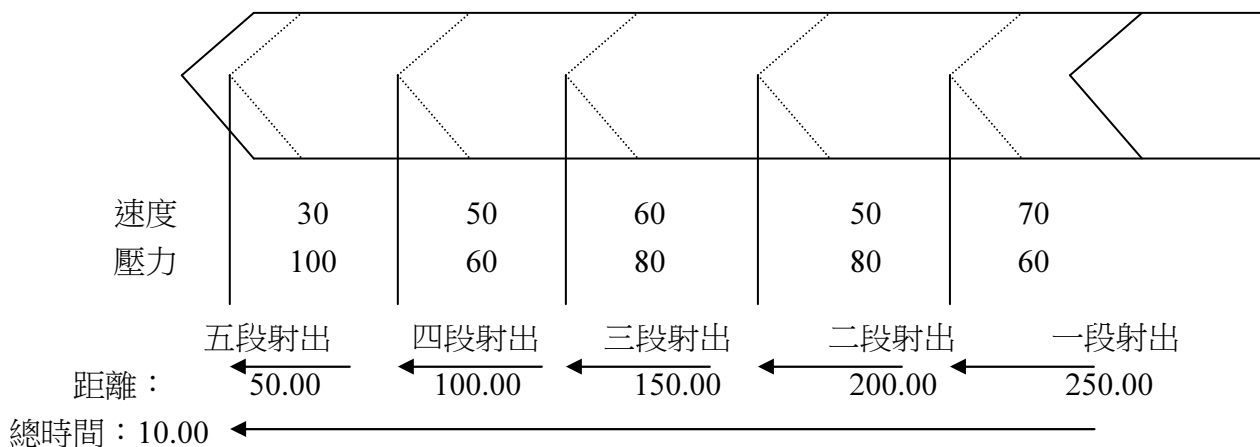 速度 30 50 60 50 70
壓力 100 60 80 80 60
五段射出 四段射出 三段射出 二段射出 一段射出
距離： 50.00 100.00 150.00 200.00 250.00
總時間：10.00